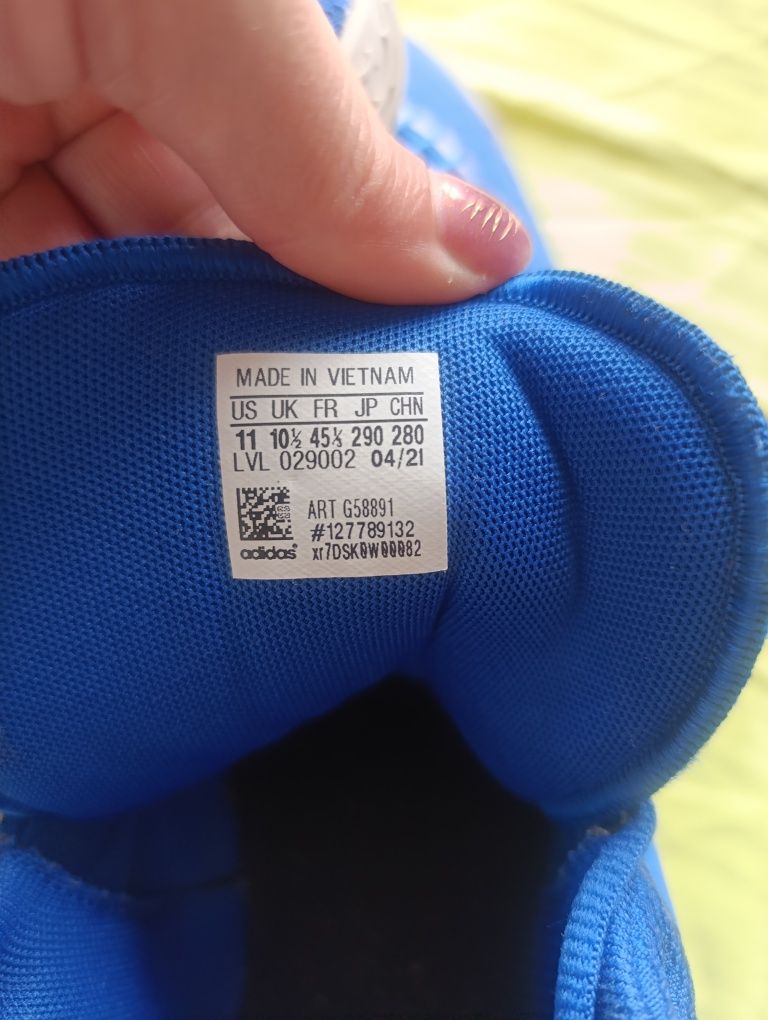 MADE IN VIETNAM
US UK FR JP CHN
11 10½ 45⅓ 290 280
LVL 029002 04/21
ART G58891
#127789132
adidas xr7DSK0W00082